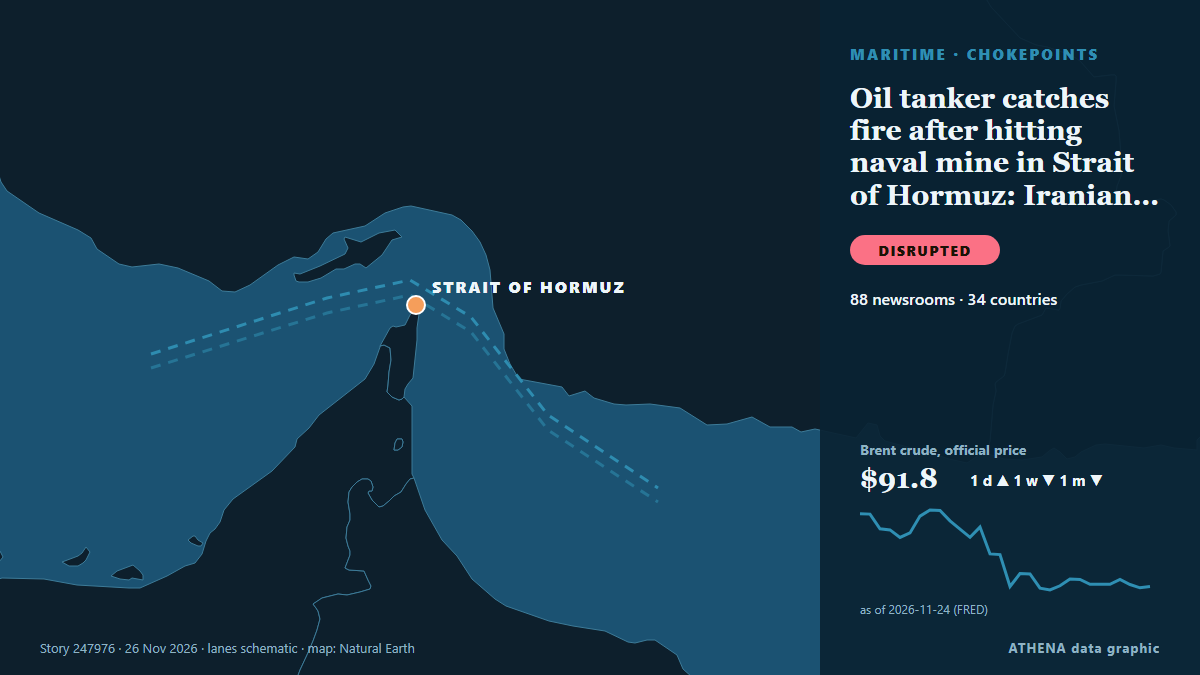 MARITIME · CHOKEPOINTS
Oil tanker catches
fire after hitting
naval mine in Strait
of Hormuz: Iranian...
DISRUPTED
88 newsrooms · 34 countries
STRAIT OF HORMUZ
Brent crude, official price
$91.8 1 d ▲ 1 w ▼ 1 m ▼
as of 2026-11-24 (FRED)
Story 247976 · 26 Nov 2026 · lanes schematic · map: Natural Earth
ATHENA data graphic